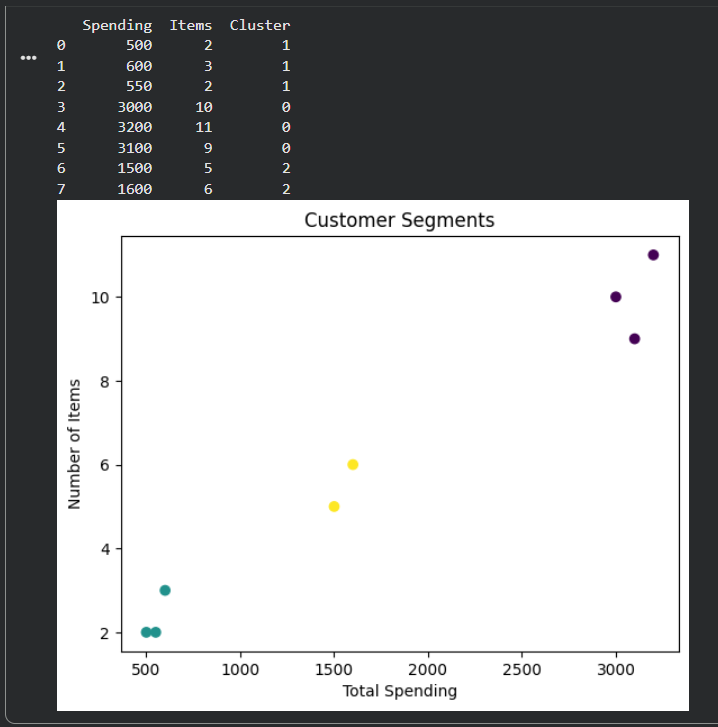 Spending Items Cluster
0 500 2 1
1 600 3 1
2 550 2 1
3 3000 10 0
4 3200 11 0
5 3100 9 0
6 1500 5 2
7 1600 6 2
Customer Segments
10
8
6
4
2
Number of Items
500 1000 1500 2000 2500 3000
Total Spending